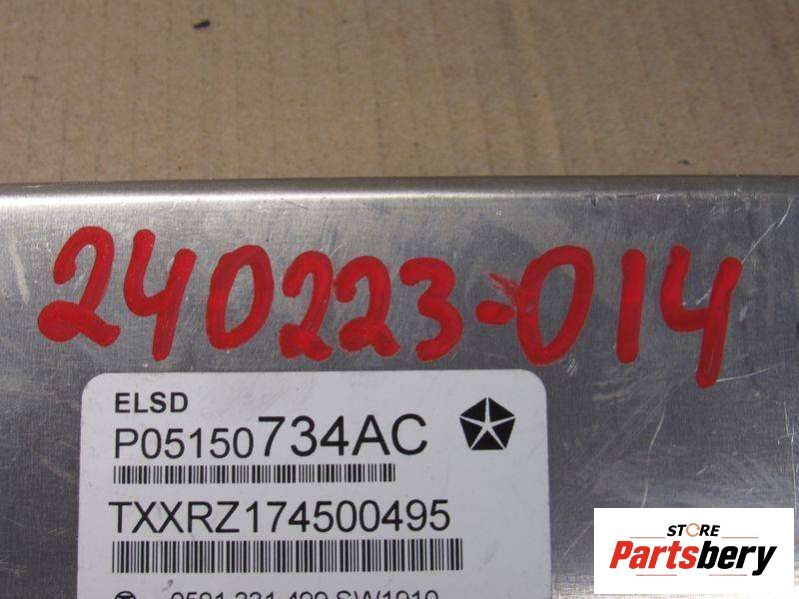 240223-014
ELSD
P05150734AC
TXXRZ174500495
STORE
Partsbery